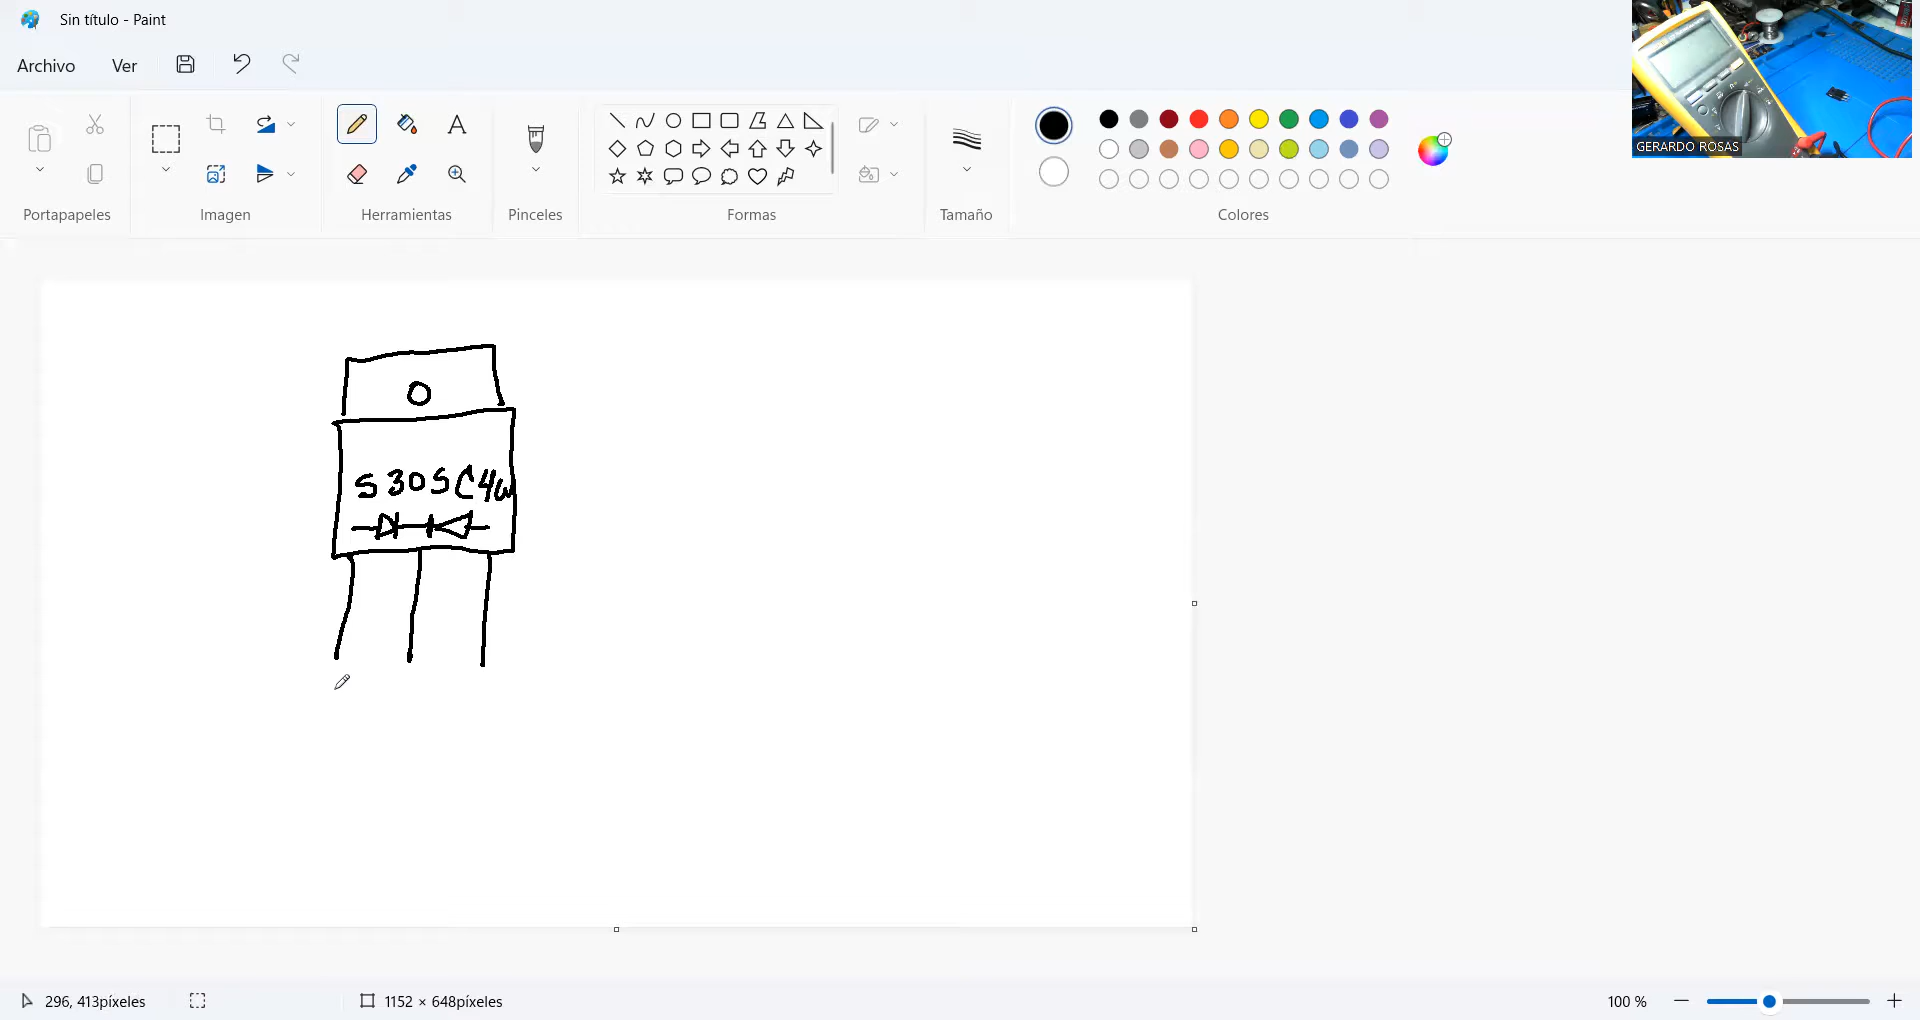 Sin título - Paint
GERARDO ROSAS
Archivo Ver
Portapapeles Imagen Herramientas Pinceles Formas Tamaño Colores
S30SC4W
296, 413píxeles 1152 × 648píxeles 100 %